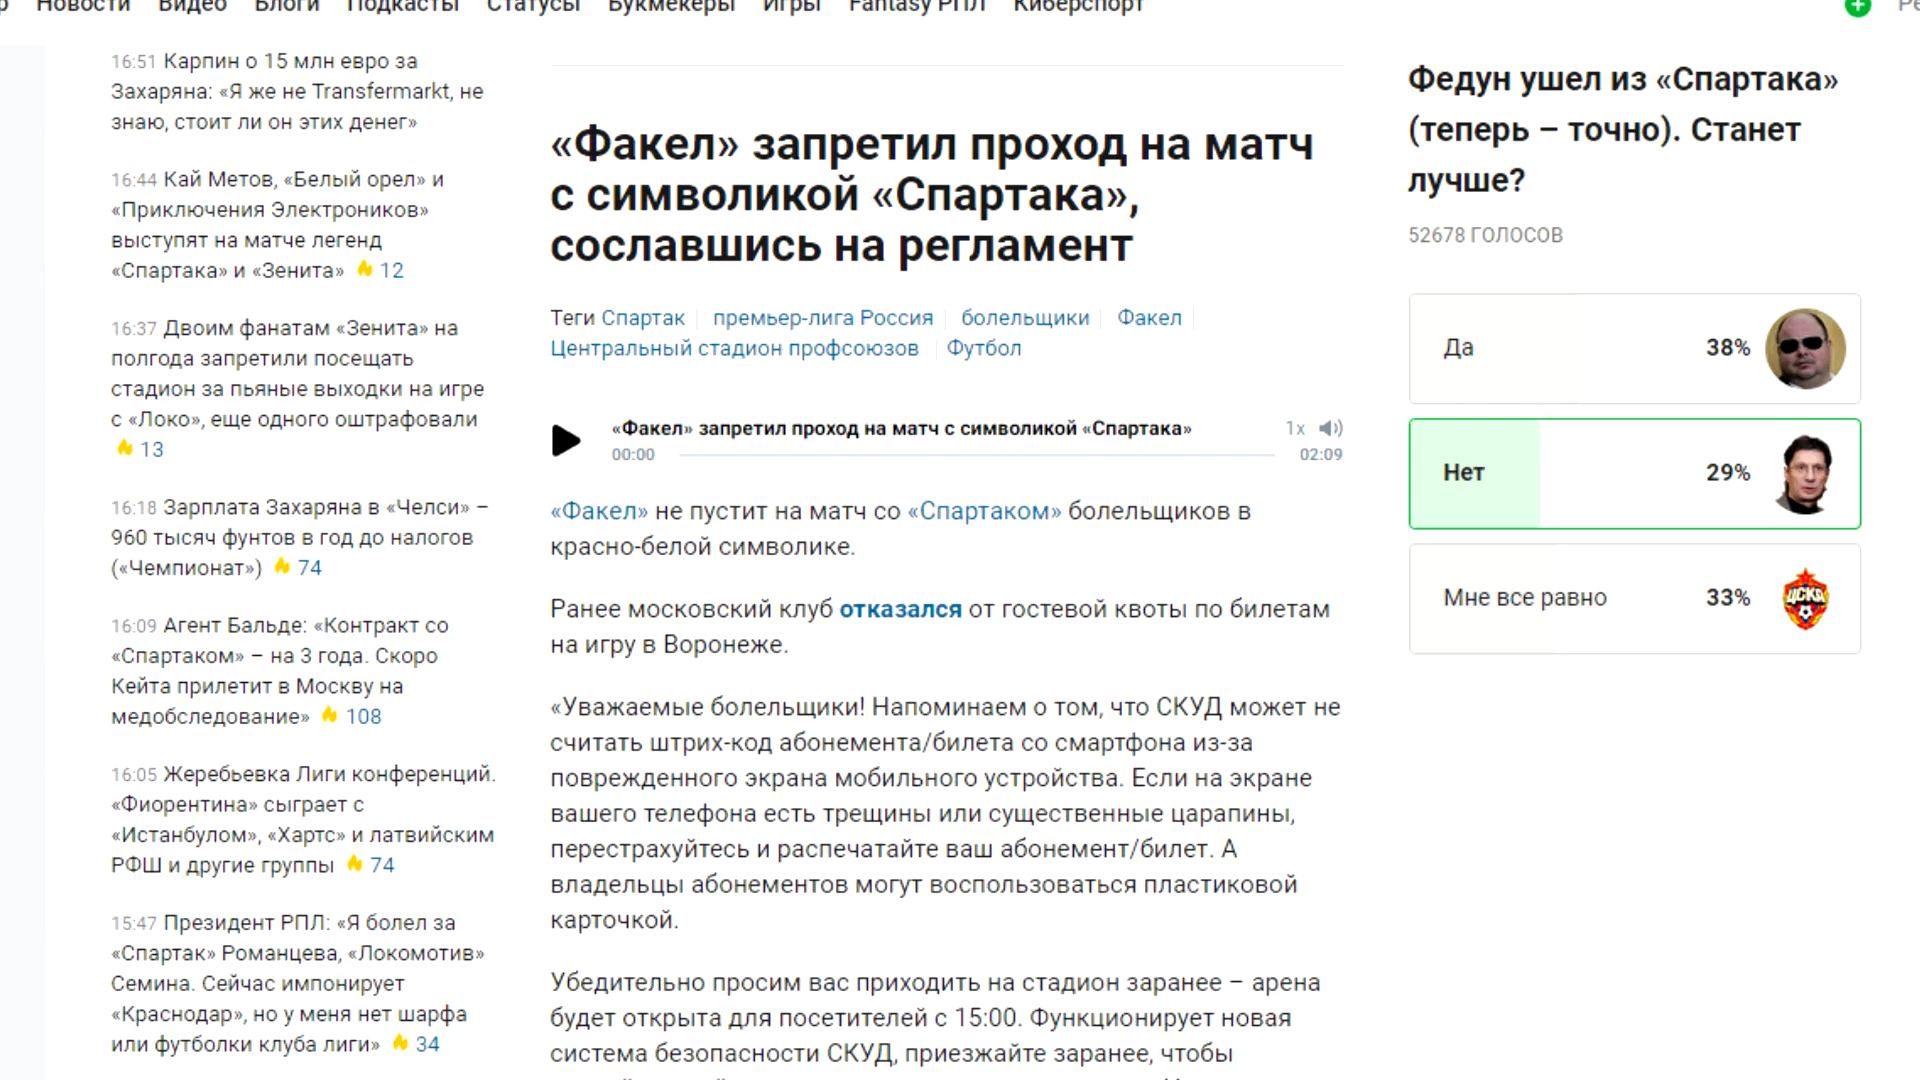 Новости Видео Блоги Подкасты Статусы Букмекеры Игры Fantasy РПЛ Киберспорт
16:51 Карпин о 15 млн евро за
Захаряна: «Я же не Transfermarkt, не
знаю, стоит ли он этих денег»
16:44 Кай Метов, «Белый орел» и
«Приключения Электроников»
выступят на матче легенд
«Спартака» и «Зенита» 12
16:37 Двоим фанатам «Зенита» на
полгода запретили посещать
стадион за пьяные выходки на игре
с «Локо», еще одного оштрафовали
13
16:18 Зарплата Захаряна в «Челси» –
960 тысяч фунтов в год до налогов
(«Чемпионат») 74
16:09 Агент Бальде: «Контракт со
«Спартаком» – на 3 года. Скоро
Кейта прилетит в Москву на
медобследование» 108
16:05 Жеребьевка Лиги конференций.
«Фиорентина» сыграет с
«Истанбулом», «Хартс» и латвийским
РФШ и другие группы 74
15:47 Президент РПЛ: «Я болел за
«Спартак» Романцева, «Локомотив»
Семина. Сейчас импонирует
«Краснодар», но у меня нет шарфа
или футболки клуба лиги» 34
«Факел» запретил проход на матч
с символикой «Спартака»,
сославшись на регламент
Теги Спартак премьер-лига Россия болельщики Факел
Центральный стадион профсоюзов Футбол
«Факел» запретил проход на матч с символикой «Спартака» 1x
00:00 02:09
«Факел» не пустит на матч со «Спартаком» болельщиков в
красно-белой символике.
Ранее московский клуб отказался от гостевой квоты по билетам
на игру в Воронеже.
«Уважаемые болельщики! Напоминаем о том, что СКУД может не
считать штрих-код абонемента/билета со смартфона из-за
поврежденного экрана мобильного устройства. Если на экране
вашего телефона есть трещины или существенные царапины,
перестрахуйтесь и распечатайте ваш абонемент/билет. А
владельцы абонементов могут воспользоваться пластиковой
карточкой.
Убедительно просим вас приходить на стадион заранее – арена
будет открыта для посетителей с 15:00. Функционирует новая
система безопасности СКУД, приезжайте заранее, чтобы
Федун ушел из «Спартака»
(теперь – точно). Станет
лучше?
52678 ГОЛОСОВ
Да 38%
Нет 29%
Мне все равно 33%
ЦСКА